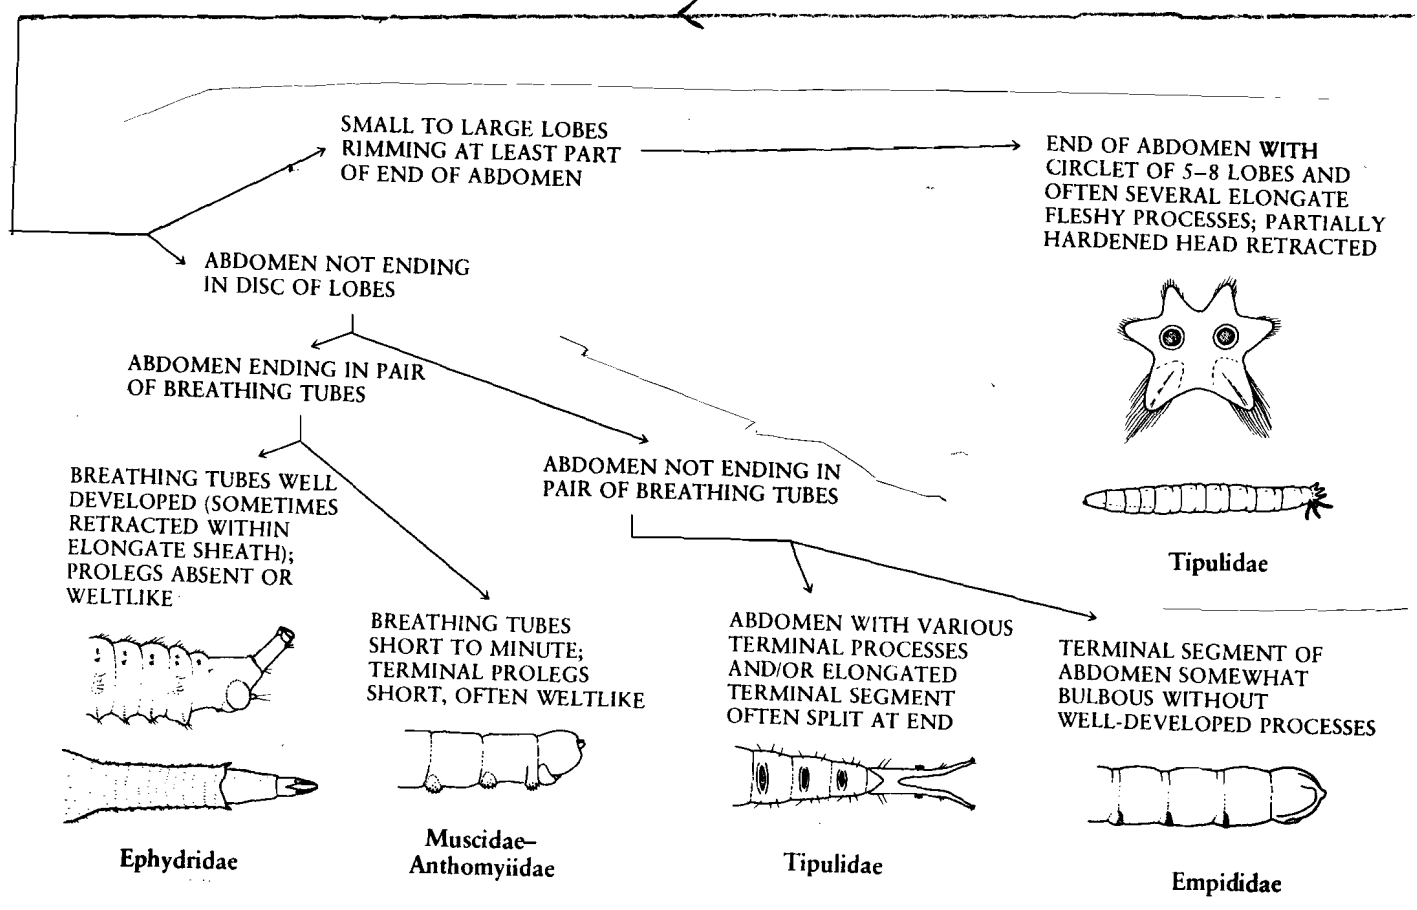 SMALL TO LARGE LOBES
RIMMING AT LEAST PART
OF END OF ABDOMEN
END OF ABDOMEN WITH
CIRCLET OF 5–8 LOBES AND
OFTEN SEVERAL ELONGATE
FLESHY PROCESSES; PARTIALLY
HARDENED HEAD RETRACTED
ABDOMEN NOT ENDING
IN DISC OF LOBES
ABDOMEN ENDING IN PAIR
OF BREATHING TUBES
BREATHING TUBES WELL
DEVELOPED (SOMETIMES
RETRACTED WITHIN
ELONGATE SHEATH);
PROLEGS ABSENT OR
WELTLIKE
ABDOMEN NOT ENDING IN
PAIR OF BREATHING TUBES
Tipulidae
BREATHING TUBES
SHORT TO MINUTE;
TERMINAL PROLEGS
SHORT, OFTEN WELTLIKE
ABDOMEN WITH VARIOUS
TERMINAL PROCESSES
AND/OR ELONGATED
TERMINAL SEGMENT
OFTEN SPLIT AT END
TERMINAL SEGMENT OF
ABDOMEN SOMEWHAT
BULBOUS WITHOUT
WELL-DEVELOPED PROCESSES
Ephydridae
Muscidae–
Anthomyiidae
Tipulidae
Empididae